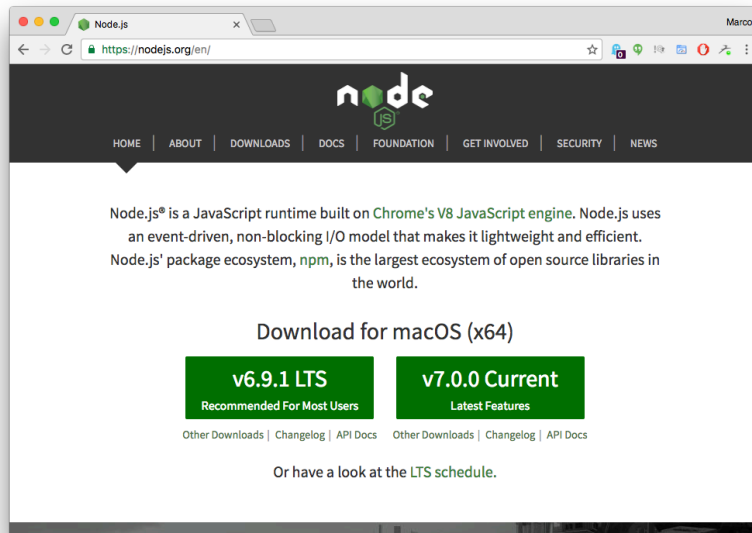 Node.js
Marco
https://nodejs.org/en/
0
node
JS
HOME | ABOUT | DOWNLOADS | DOCS | FOUNDATION | GET INVOLVED | SECURITY | NEWS
Node.js® is a JavaScript runtime built on Chrome's V8 JavaScript engine. Node.js uses
an event-driven, non-blocking I/O model that makes it lightweight and efficient.
Node.js' package ecosystem, npm, is the largest ecosystem of open source libraries in
the world.
Download for macOS (x64)
v6.9.1 LTS
Recommended For Most Users
v7.0.0 Current
Latest Features
Other Downloads | Changelog | API Docs
Other Downloads | Changelog | API Docs
Or have a look at the LTS schedule.